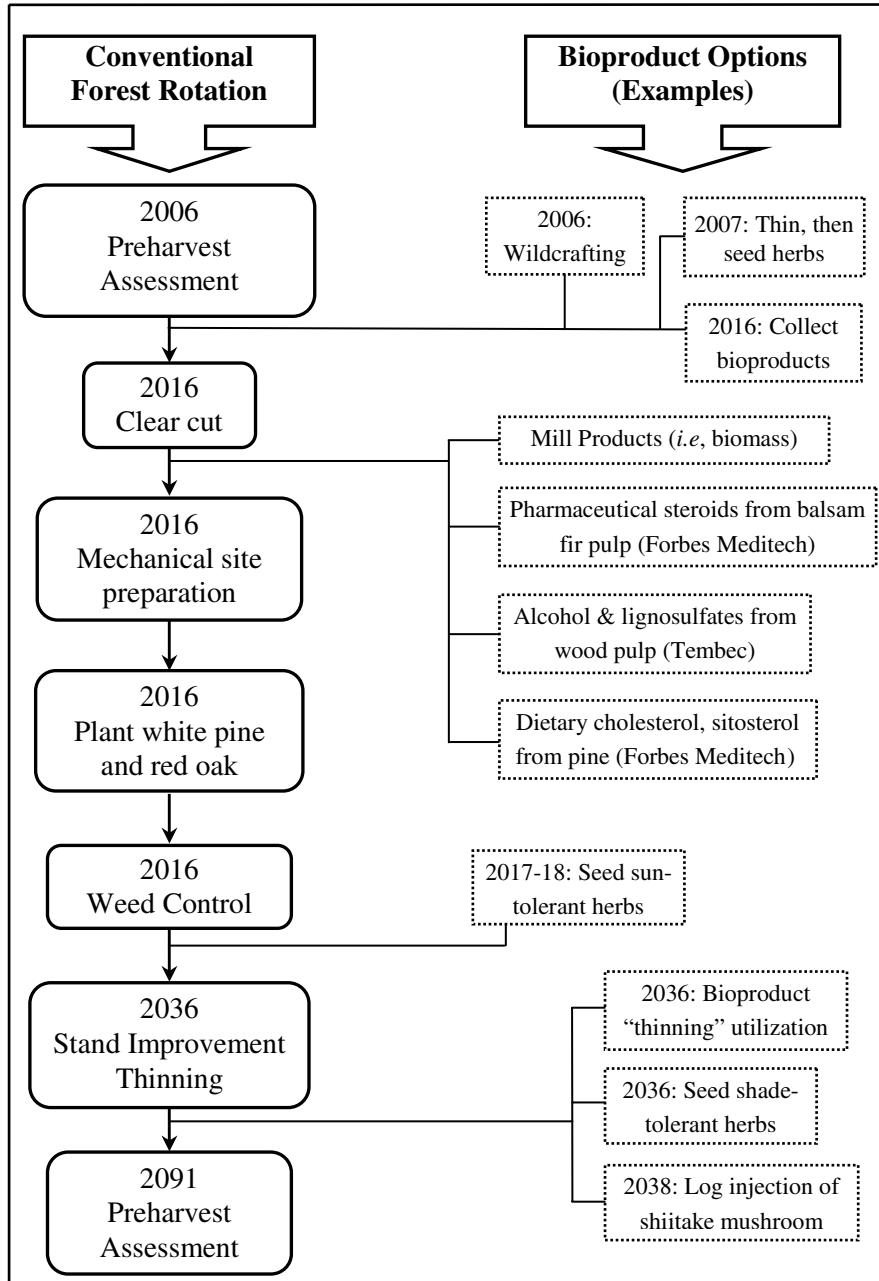 Conventional
Forest Rotation
Bioproduct Options
(Examples)
2006
Preharvest
Assessment
2006:
Wildcrafting
2007: Thin, then
seed herbs
2016: Collect
bioproducts
2016
Clear cut
Mill Products (i.e, biomass)
Pharmaceutical steroids from balsam
fir pulp (Forbes Meditech)
Alcohol & lignosulfates from
wood pulp (Tembec)
Dietary cholesterol, sitosterol
from pine (Forbes Meditech)
2016
Mechanical site
preparation
2016
Plant white pine
and red oak
2016
Weed Control
2017-18: Seed sun-
tolerant herbs
2036
Stand Improvement
Thinning
2036: Bioproduct
“thinning” utilization
2036: Seed shade-
tolerant herbs
2038: Log injection of
shiitake mushroom
2091
Preharvest
Assessment